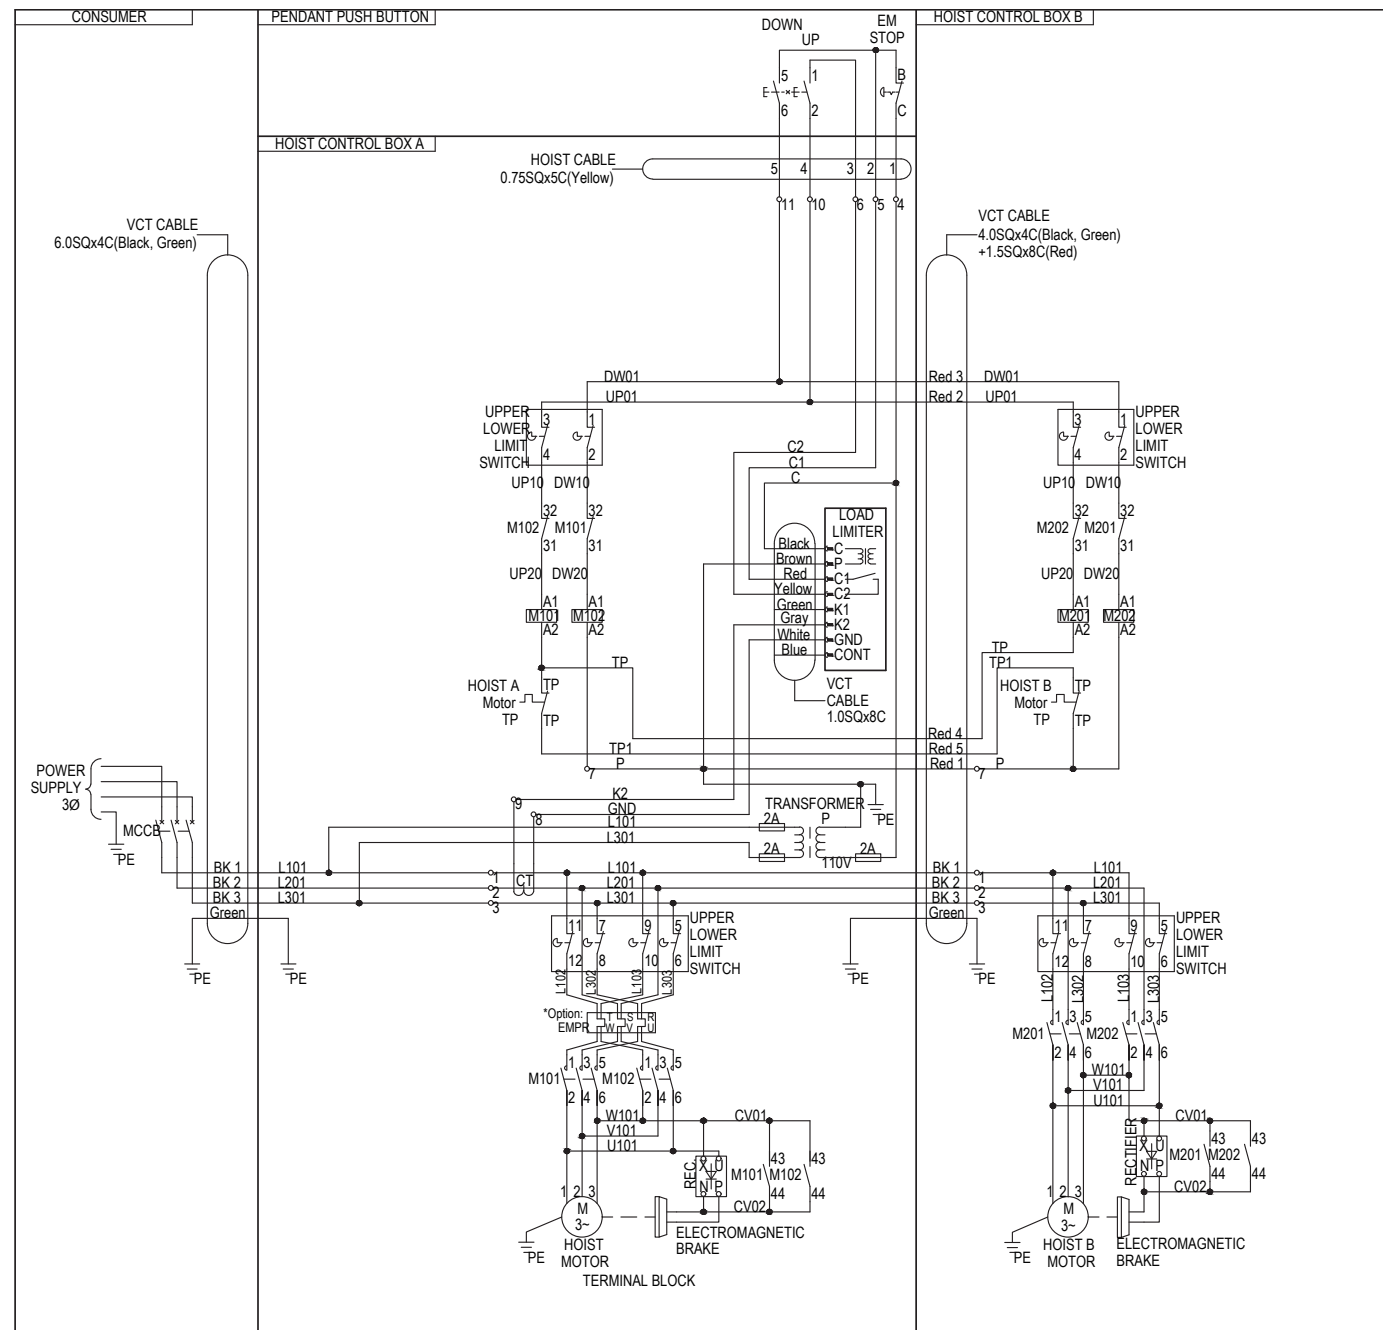 CONSUMER
PENDANT PUSH BUTTON
HOIST CONTROL BOX B
DOWN
UP
EM
STOP
5
1
B
6
2
C
HOIST CONTROL BOX A
HOIST CABLE
0.75SQx5C(Yellow)
5 4 3 2 1
11 10 6 5 4
VCT CABLE
6.0SQx4C(Black, Green)
VCT CABLE
4.0SQx4C(Black, Green)
+1.5SQx8C(Red)
DW01
Red 3
DW01
UP01
Red 2
UP01
UPPER
LOWER
LIMIT
SWITCH
3 1
4 2
UPPER
LOWER
LIMIT
SWITCH
3 1
4 2
C2
C1
C
UP10 DW10
UP10 DW10
32 32
M102 M101
31 31
32 32
M202 M201
31 31
LOAD
LIMITER
Black C
Brown P
Red C1
Yellow C2
Green K1
Gray K2
White GND
Blue CONT
VCT
CABLE
1.0SQx8C
UP20 DW20
UP20 DW20
A1 A1
M101 M102
A2 A2
A1 A1
M201 M202
A2 A2
TP
TP
TP1
HOIST A
Motor
TP
TP
TP
HOIST B
Motor
TP
TP
TP
Red 4
TP1
Red 5
7 P
Red 1
7 P
POWER
SUPPLY
3Ø
MCCB
PE
K2
9
GND
8
L101
L301
TRANSFORMER
P
PE
2A
2A
2A
110V
BK 1 L101
BK 2 L201
BK 3 L301
Green
1
2
3
CT
L101
L201
L301
BK 1
BK 2
BK 3
Green
1
2
3
L101
L201
L301
PE
PE
PE
PE
11 7 9 5
12 8 10 6
UPPER
LOWER
LIMIT
SWITCH
11 7 9 5
12 8 10 6
UPPER
LOWER
LIMIT
SWITCH
L102 L302 L103 L303
L102 L302 L103 L303
*Option:
EMPR
T S R
W V U
1 3 5 1 3 5
M101 M102
2 4 6 2 4 6
1 3 5 1 3 5
M201 M202
2 4 6 2 4 6
W101
V101
U101
W101
V101
U101
CV01
CV01
REC
X U
N P
43 43
M101 M102
44 44
CV02
RECTIFIER
X U
N P
43 43
M201 M202
44 44
CV02
1 2 3
M
3~
PE
HOIST
MOTOR
ELECTROMAGNETIC
BRAKE
TERMINAL BLOCK
1 2 3
M
3~
PE
HOIST B
MOTOR
ELECTROMAGNETIC
BRAKE